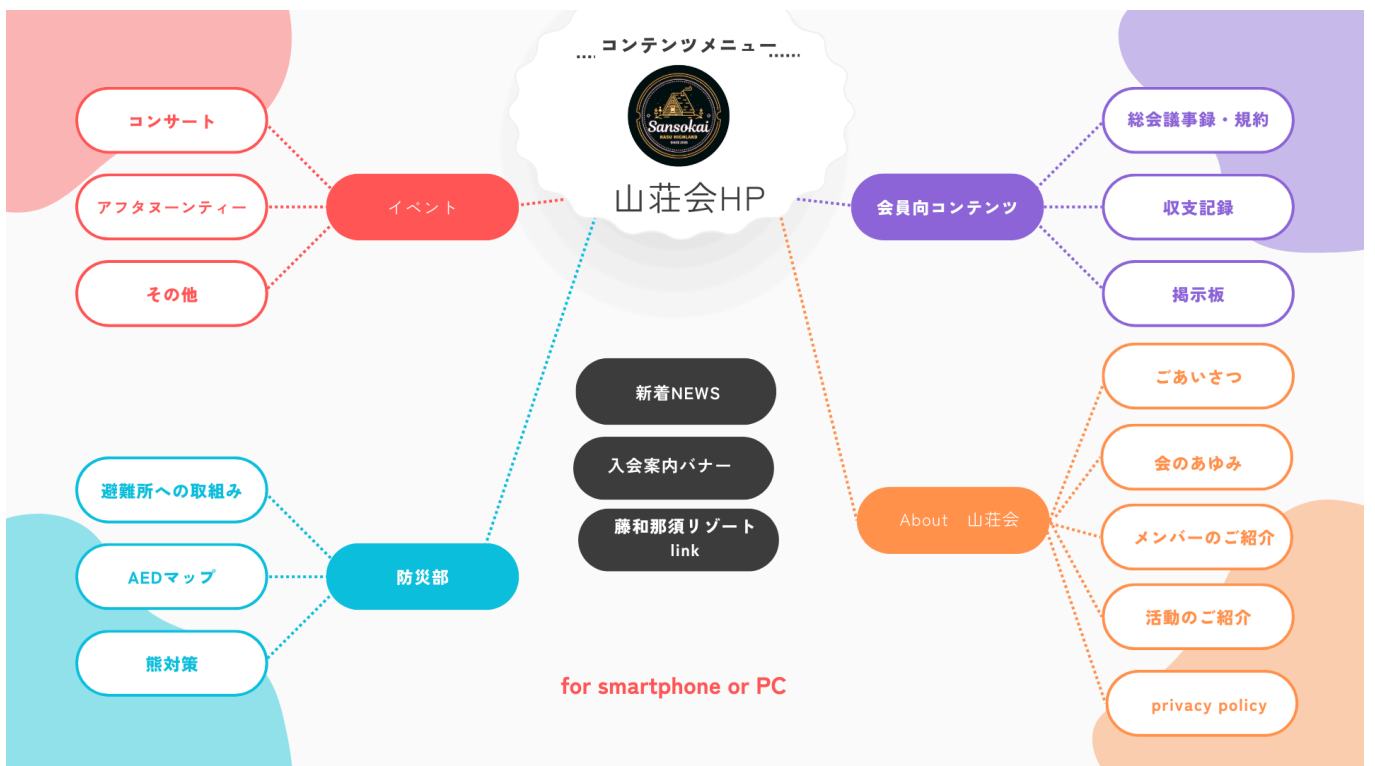 コンテンツメニュー
Sansokai
NASU HIGHLAND
山荘会HP
コンサート
アフタヌーンティー
その他
イベント
会員向コンテンツ
総会議事録・規約
収支記録
掲示板
新着NEWS
入会案内バナー
藤和那須リゾート
link
避難所への取組み
AEDマップ
熊対策
防災部
About 山荘会
ごあいさつ
会のあゆみ
メンバーのご紹介
活動のご紹介
privacy policy
for smartphone or PC